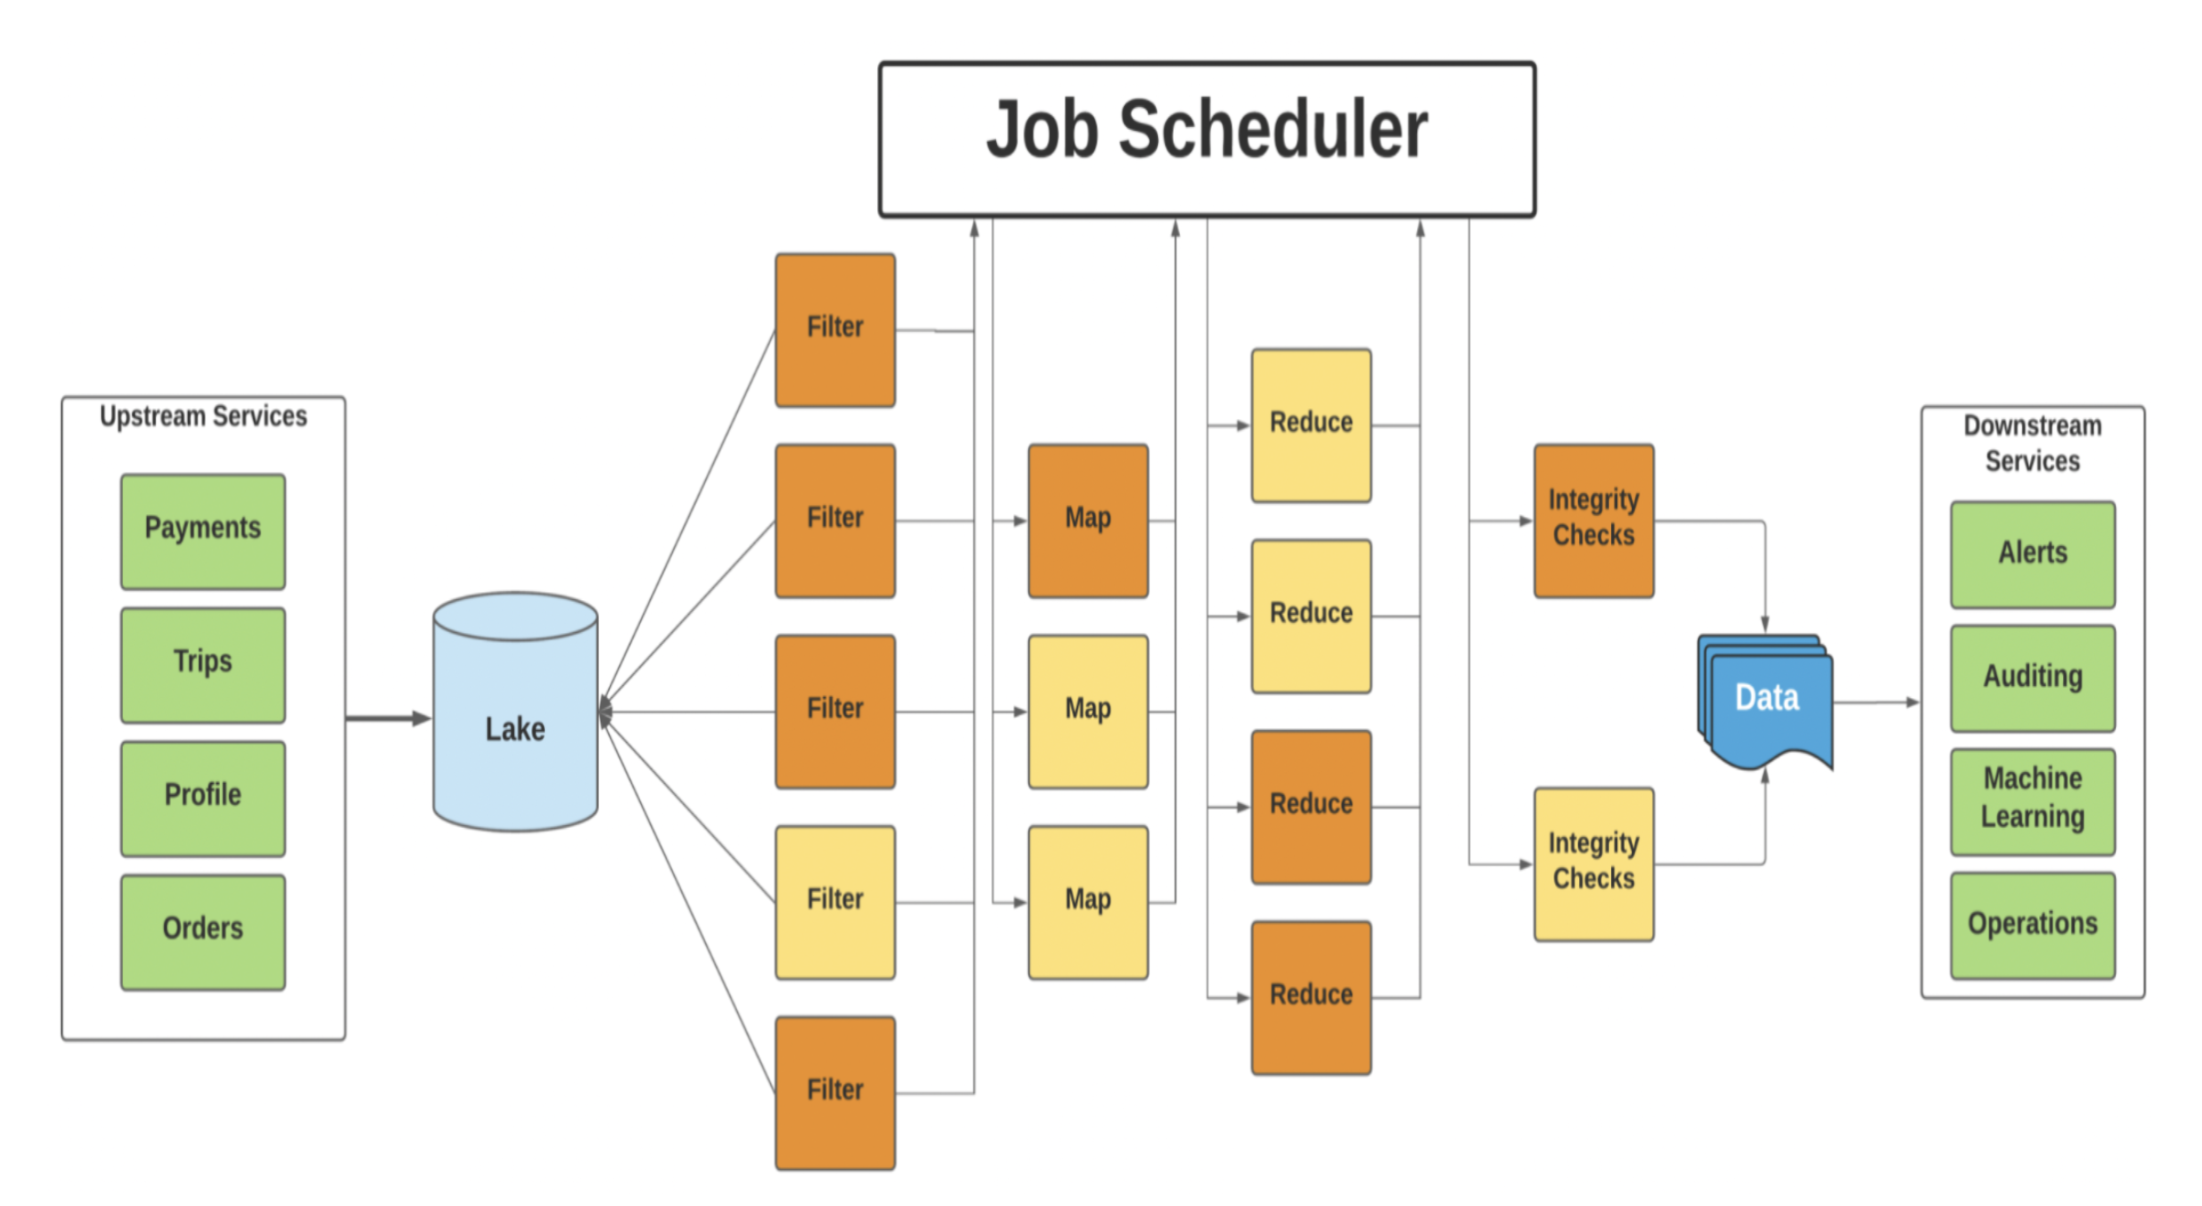 Job Scheduler
Upstream Services
Payments
Trips
Profile
Orders
Lake
Filter
Filter
Filter
Filter
Filter
Map
Map
Map
Reduce
Reduce
Reduce
Reduce
Integrity
Checks
Integrity
Checks
Data
Downstream
Services
Alerts
Auditing
Machine
Learning
Operations